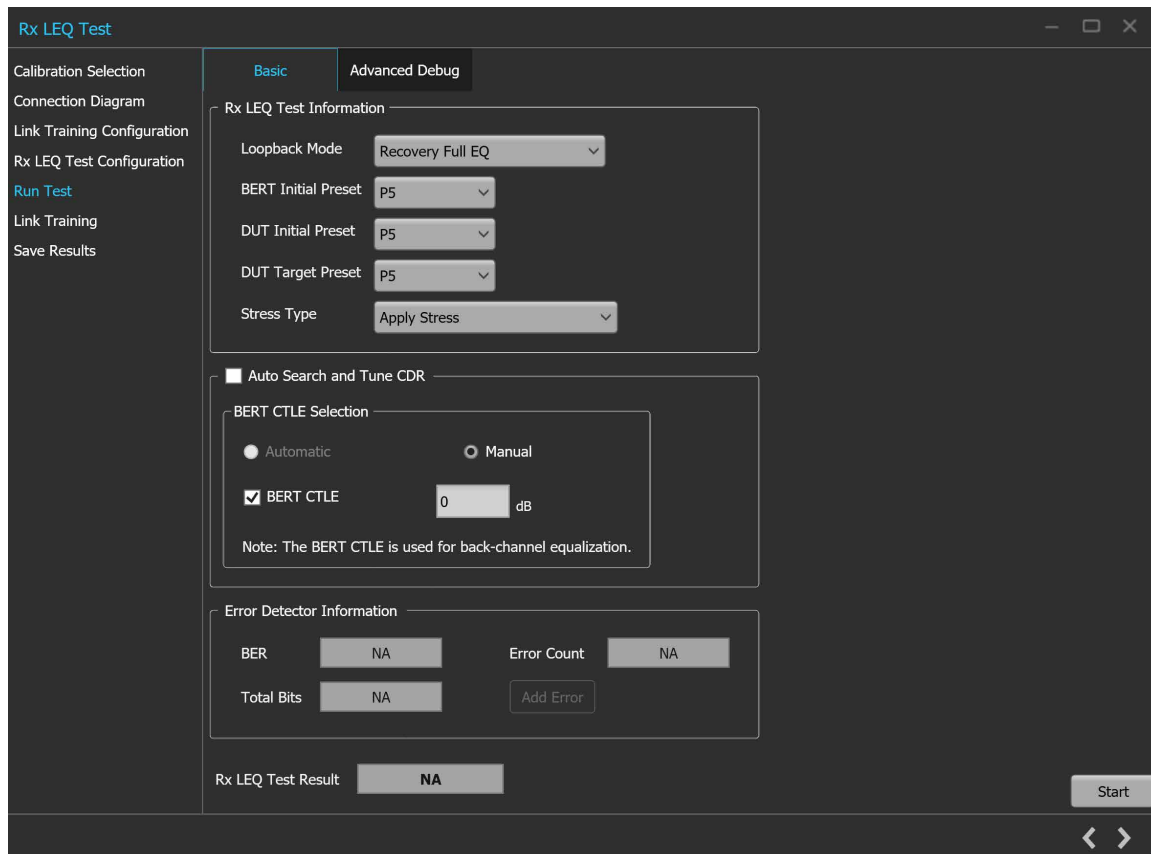 Rx LEQ Test
Calibration Selection
Connection Diagram
Link Training Configuration
Rx LEQ Test Configuration
Run Test
Link Training
Save Results
Basic
Advanced Debug
Rx LEQ Test Information
Loopback Mode
Recovery Full EQ
BERT Initial Preset
P5
DUT Initial Preset
P5
DUT Target Preset
P5
Stress Type
Apply Stress
Auto Search and Tune CDR
BERT CTLE Selection
Automatic
Manual
BERT CTLE
0
dB
Note: The BERT CTLE is used for back-channel equalization.
Error Detector Information
BER
NA
Error Count
NA
Total Bits
NA
Add Error
Rx LEQ Test Result
NA
Start